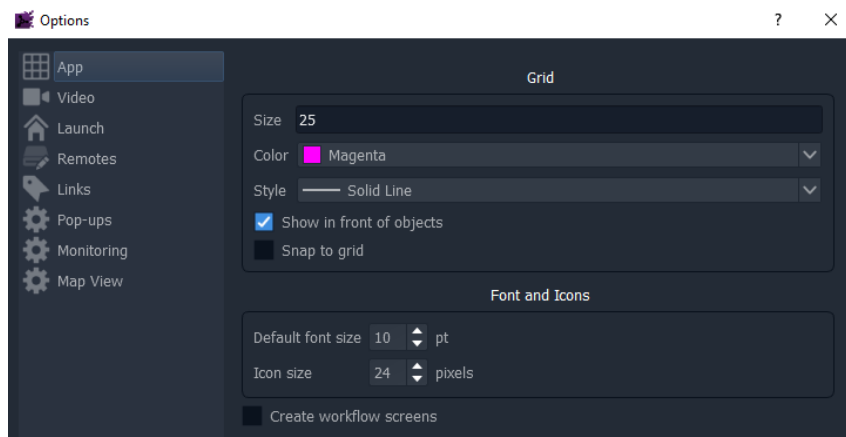 Options
App
Video
Launch
Remotes
Links
Pop-ups
Monitoring
Map View
Grid
Size 25
Color Magenta
Style Solid Line
Show in front of objects
Snap to grid
Font and Icons
Default font size 10 pt
Icon size 24 pixels
Create workflow screens